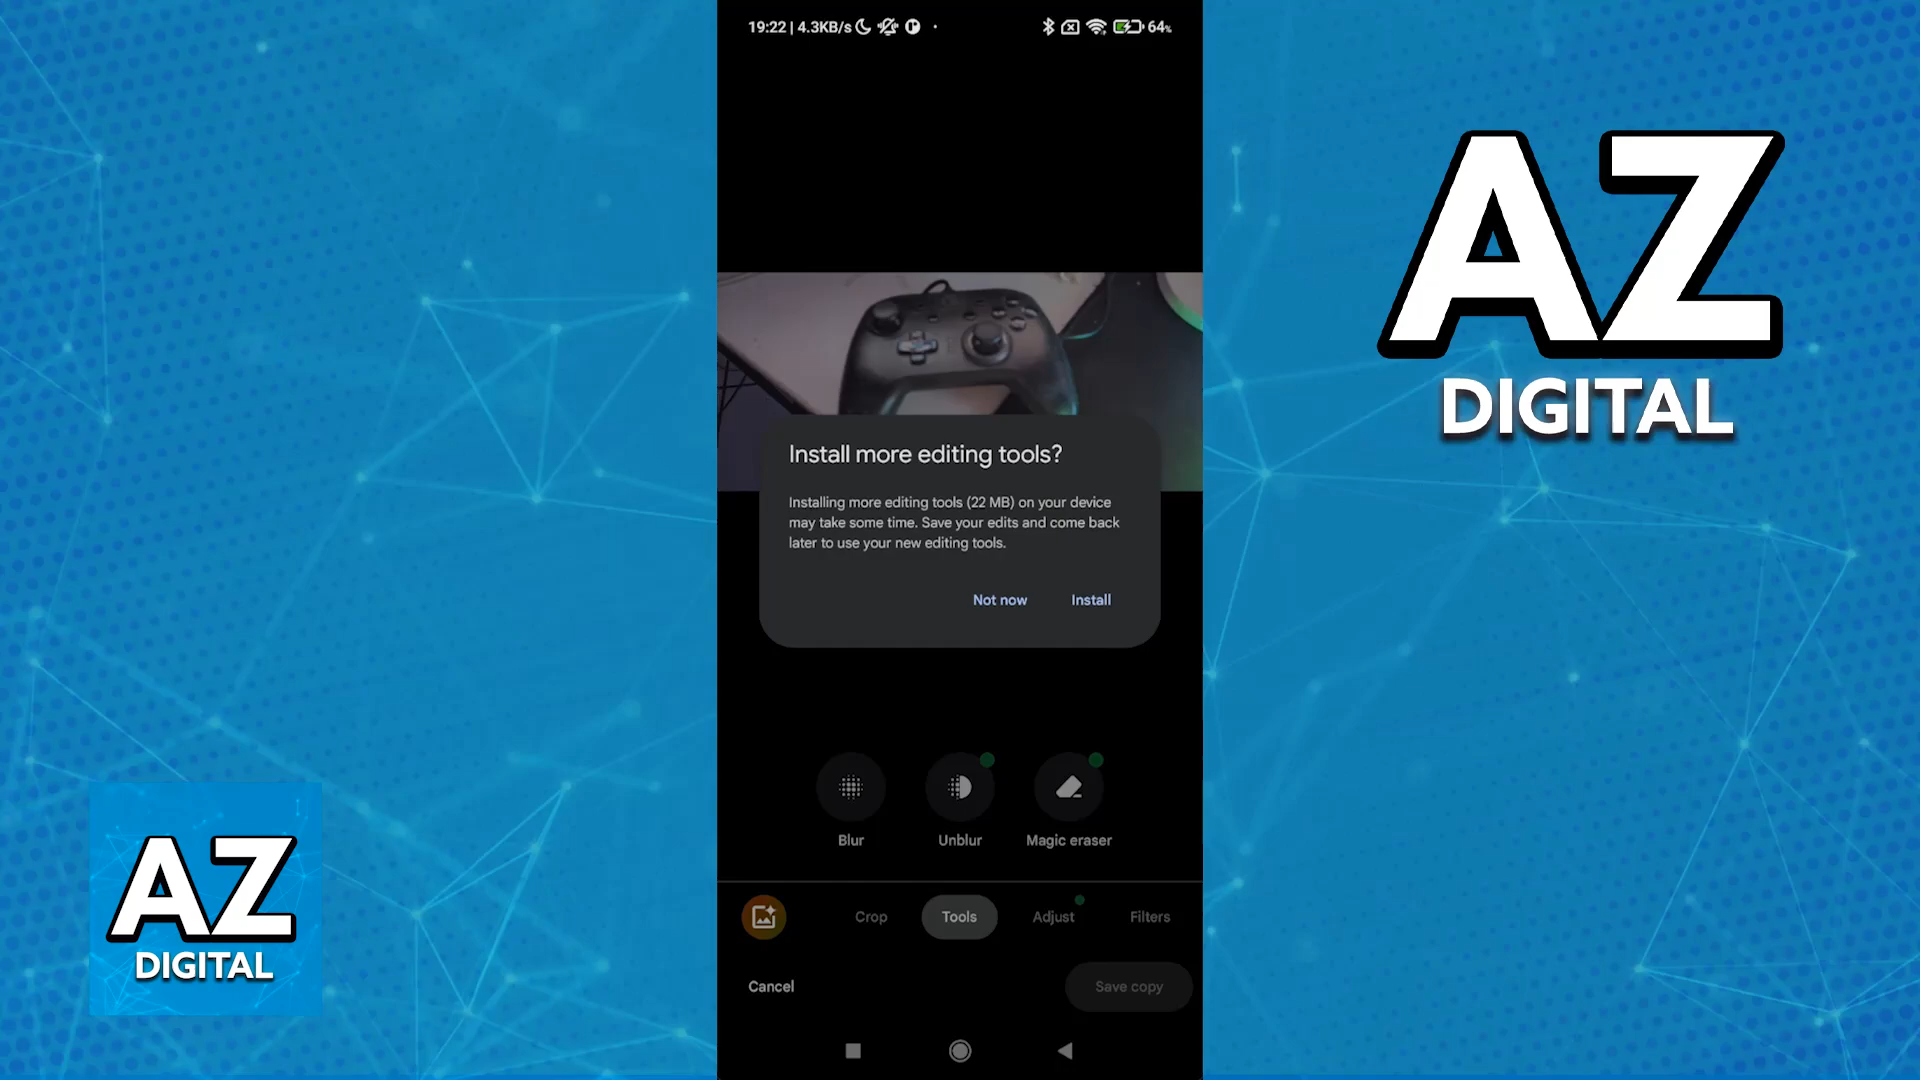 19:22 | 4.3KB/s
64%
AZ
DIGITAL
Install more editing tools?
Installing more editing tools (22 MB) on your device
may take some time. Save your edits and come back
later to use your new editing tools.
Not now
Install
Blur
Unblur
Magic eraser
Crop
Tools
Adjust
Filters
Cancel
Save copy
AZ
DIGITAL